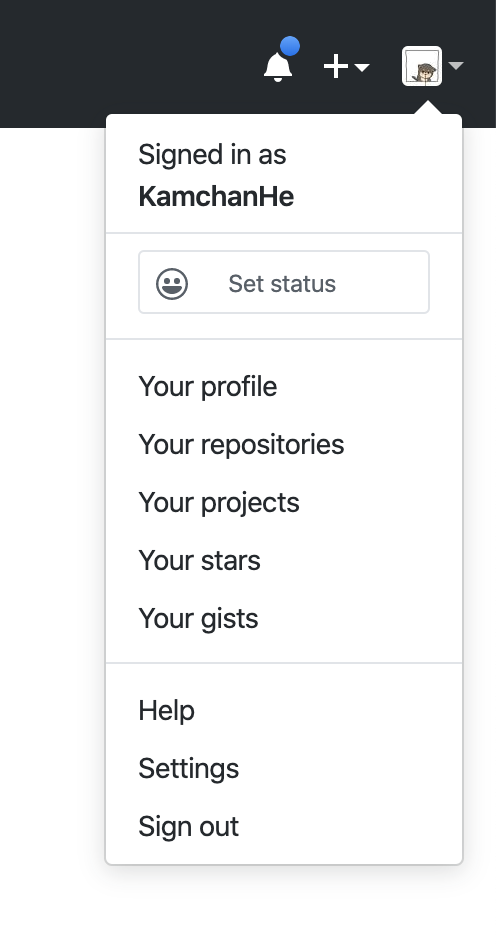 Signed in as
KamchanHe
Set status
Your profile
Your repositories
Your projects
Your stars
Your gists
Help
Settings
Sign out